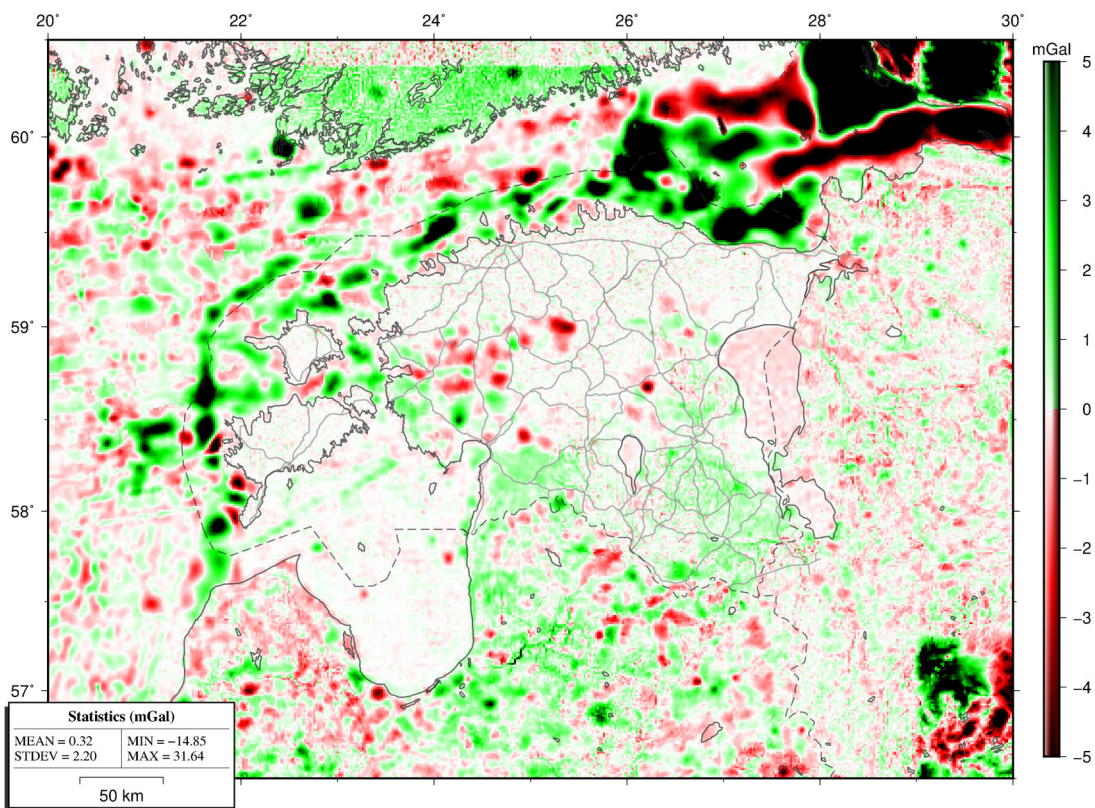 20° 22° 24° 26° 28° 30°
mGal
5
4
3
2
1
0
−1
−2
−3
−4
−5
60°
59°
58°
57°
Statistics (mGal)
MEAN = 0.32 MIN = −14.85
STDEV = 2.20 MAX = 31.64
50 km